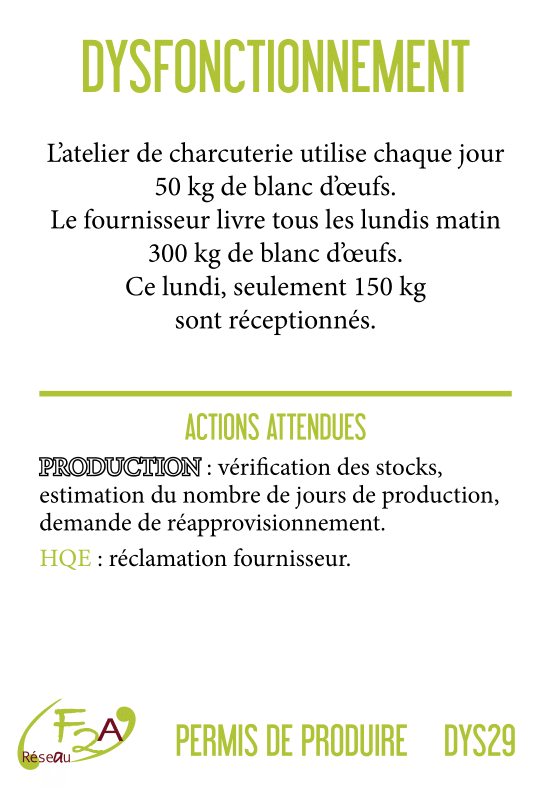 DYSFONCTIONNEMENT
L’atelier de charcuterie utilise chaque jour
50 kg de blanc d’œufs.
Le fournisseur livre tous les lundis matin
300 kg de blanc d’œufs.
Ce lundi, seulement 150 kg
sont réceptionnés.
ACTIONS ATTENDUES
PRODUCTION : vérification des stocks,
estimation du nombre de jours de production,
demande de réapprovisionnement.
HQE : réclamation fournisseur.
F2A
Réseau
PERMIS DE PRODUIRE DYS29